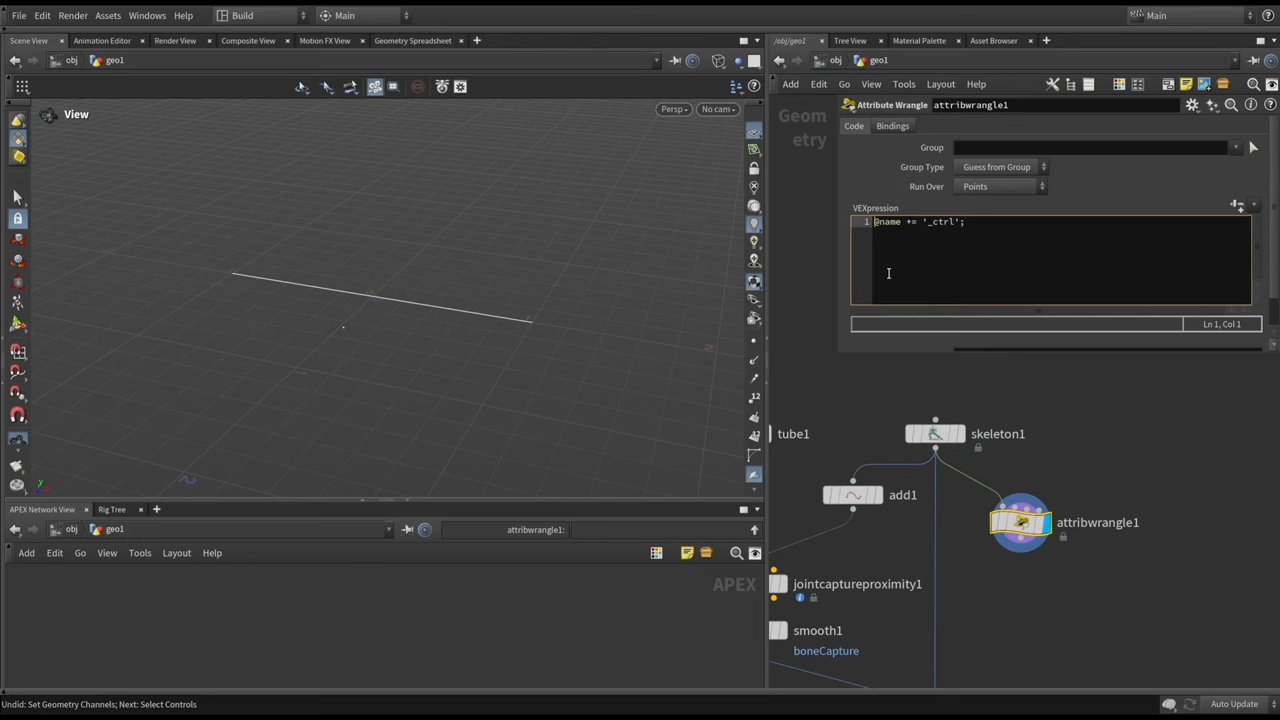 File Edit Render Assets Windows Help Build Main Main
Scene View Animation Editor Render View Composite View Motion FX View Geometry Spreadsheet
/obj/geo1 Tree View Material Palette Asset Browser
obj geo1
obj geo1
Add Edit Go View Tools Layout Help
View
Persp No cam
Geom
etry
Attribute Wrangle attribwrangle1
Code Bindings
Group
Group Type Guess from Group
Run Over Points
VEXpression
1 @name += '_ctrl';
Ln 1, Col 1
tube1
skeleton1
add1
attribwrangle1
jointcaptureproximity1
smooth1
boneCapture
APEX Network View Rig Tree
obj geo1 attribwrangle1:
Add Edit Go View Tools Layout Help
APEX
Undid: Set Geometry Channels; Next: Select Controls
Auto Update